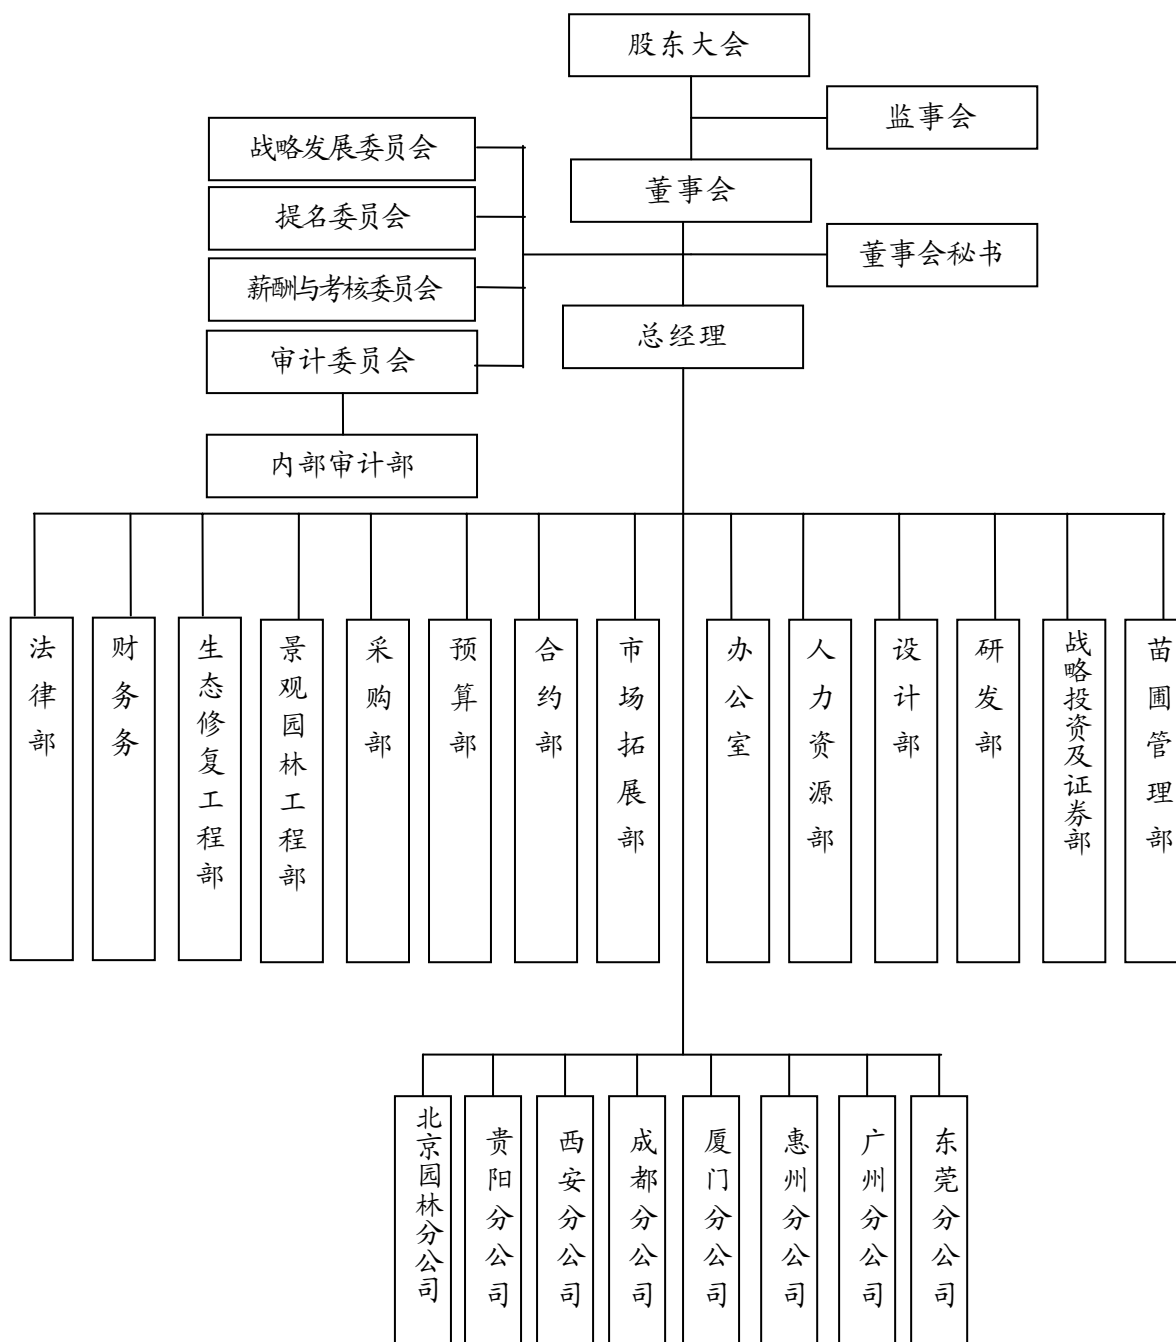 股东大会
监事会
战略发展委员会
董事会
提名委员会
董事会秘书
薪酬与考核委员会
总经理
审计委员会
内部审计部
法律部
财务务
生态修复工程部
景观园林工程部
采购部
预算部
合约部
市场拓展部
办公室
人力资源部
设计部
研发部
战略投资及证券部
苗圃管理部
北京园林分公司
贵阳分公司
西安分公司
成都分公司
厦门分公司
惠州分公司
广州分公司
东莞分公司